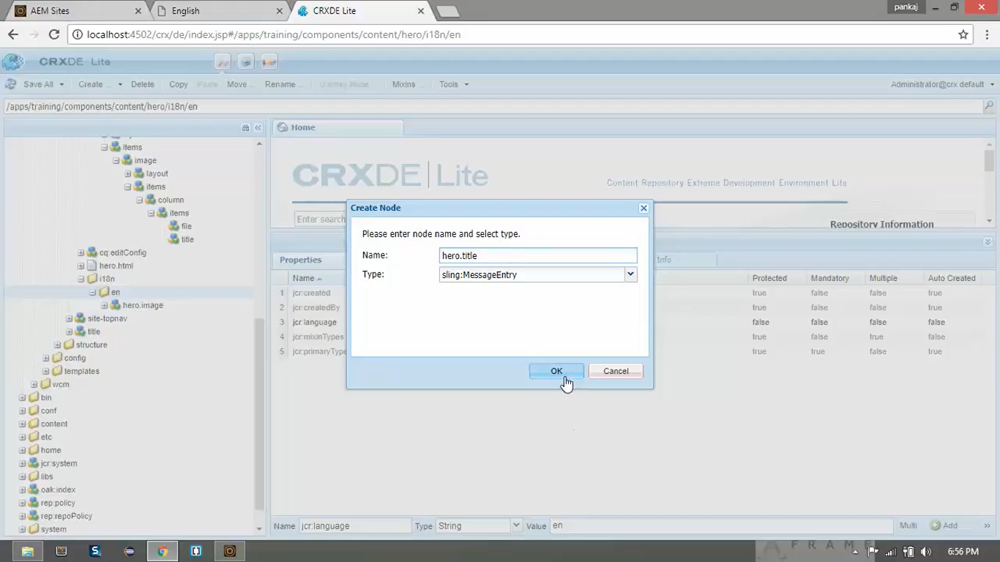 AEM Sites
English
CRXDE Lite
pankaj
localhost:4502/crx/de/index.jsp#/apps/training/components/content/hero/i18n/en
CRXDE Lite
Save All
Create ...
Delete
Copy
Paste
Move ...
Rename...
Mixins ...
Tools
Administrator@crx.default
/apps/training/components/content/hero/i18n/en
Home
items
image
layout
items
column
items
file
title
cq:editConfig
hero.html
i18n
en
hero.image
site-topnav
title
structure
config
templates
wcm
bin
conf
content
etc
home
jcr:system
libs
oak:index
rep:policy
rep:repoPolicy
system
CRXDE Lite
Content Repository Extreme Development Environment Lite
Enter search
Repository Information
Create Node
Please enter node name and select type.
Name:
hero.title
Type:
sling:MessageEntry
OK
Cancel
Properties
Info
Name
Protected
Mandatory
Multiple
Auto Created
1 jcr:created true false false true
2 jcr:createdBy true false false true
3 jcr:language false false false false
4 jcr:mixinTypes true false true false
5 jcr:primaryType true true false true
Name
jcr:language
Type
String
Value
en
Multi
Add
FRAME
6:56 PM